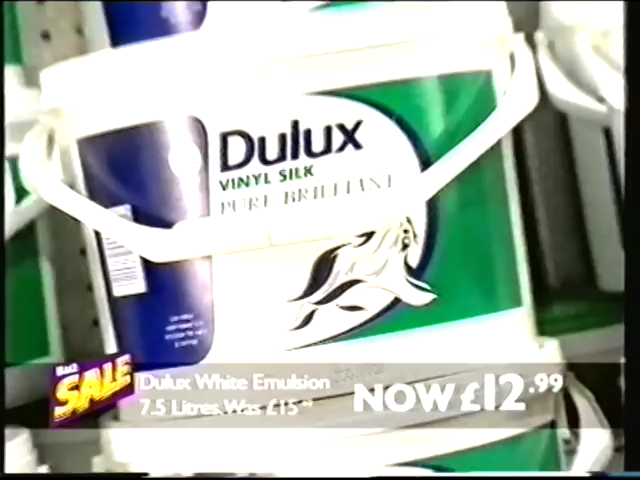 Dulux
VINYL SILK
PURE BRILLIANT
SALE
Dulux White Emulsion
7.5 Litres. Was £15
NOW £12.99